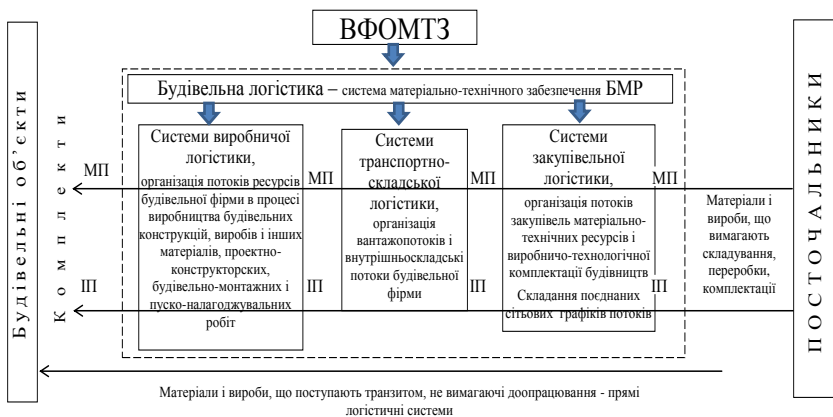 ВФОМТЗ
Будівельна логістика – система матеріально-технічного забезпечення БМР
Будівельні об’єкти
Комплекти
МП
ІП
Системи виробничої
логістики,
організація потоків ресурсів
будівельної фірми в процесі
виробництва будівельних
конструкцій, виробів і інших
матеріалів, проектно-
конструкторских,
будівельно-монтажних і
пуско-налагоджувальних
робіт
МП
ІП
Системи
транспортно-
складської
логістики,
організація
вантажопотоків і
внутрішньоскладські
потоки будівельної
фірми
МП
ІП
Системи
закупівельної
логістики,
організація потоків
закупівель матеріально-
технічних ресурсів і
виробничо-технологічної
комплектації будівництв
Складання поєднаних
сітьових графіків потоків
МП
ІП
Матеріали і
вироби, що
вимагають
складування,
переробки,
комплектації
ПОСТОЧАЛЬНИКИ
Матеріали і вироби, що поступають транзитом, не вимагаючі доопрацювання - прямі
логістичні системи